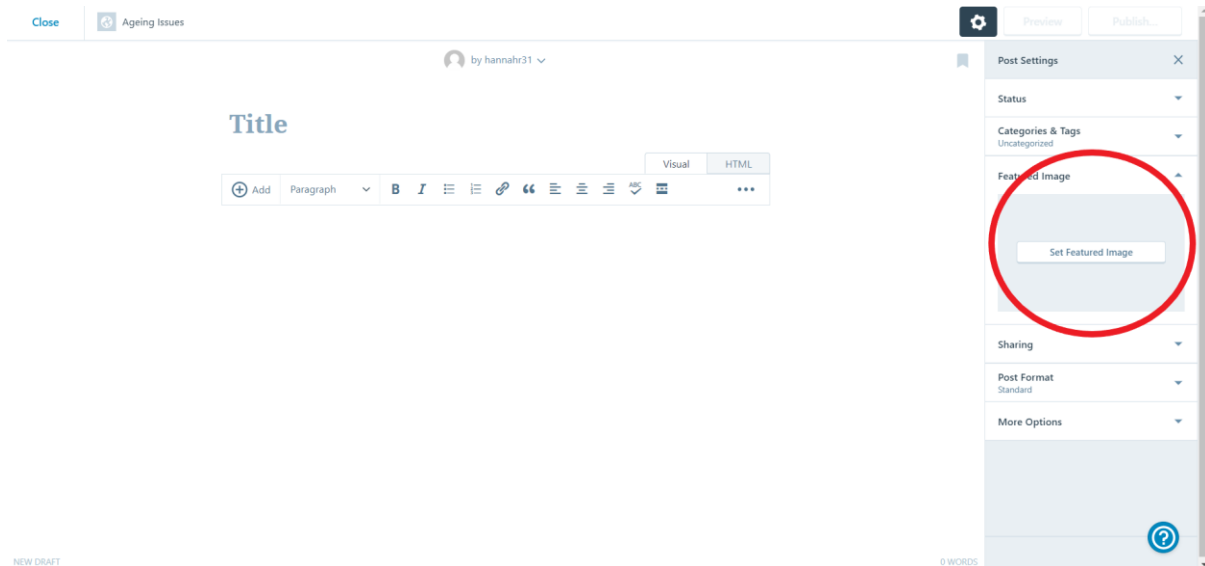 Close
Ageing Issues
Preview
Publish...
by hannahr31
Post Settings
Status
Title
Categories & Tags
Uncategorized
Visual
HTML
Featured Image
Add
Paragraph
B
I
ABC
Set Featured Image
Sharing
Post Format
Standard
More Options
NEW DRAFT
0 WORDS